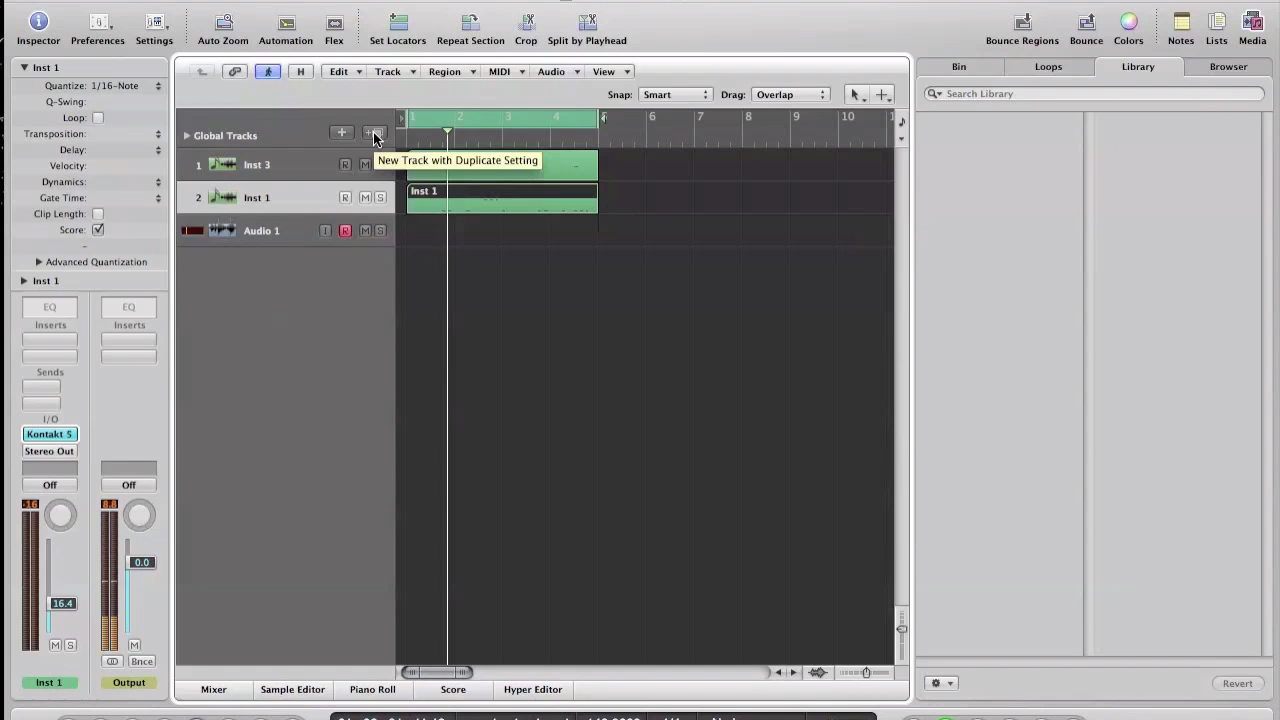 Inspector Preferences Settings Auto Zoom Automation Flex Set Locators Repeat Section Crop Split by Playhead Bounce Regions Bounce Colors Notes Lists Media
Inst 1
Quantize: 1/16-Note
Q-Swing:
Loop:
Transposition:
Delay:
Velocity:
Dynamics:
Gate Time:
Clip Length:
Score:
Advanced Quantization
Inst 1
EQ EQ
Inserts Inserts
Sends
I/O
Kontakt 5
Stereo Out
Off Off
-16 8.8
0.0
16.4
M S M
Bnce
Inst 1 Output
H Edit Track Region MIDI Audio View
Snap: Smart Drag: Overlap
Global Tracks
1 2 3 4 5 6 7 8 9 10
1 Inst 3 R M
New Track with Duplicate Setting
2 Inst 1 R M S
Inst 1
Audio 1 I R M S
Mixer Sample Editor Piano Roll Score Hyper Editor
Bin Loops Library Browser
Search Library
Revert